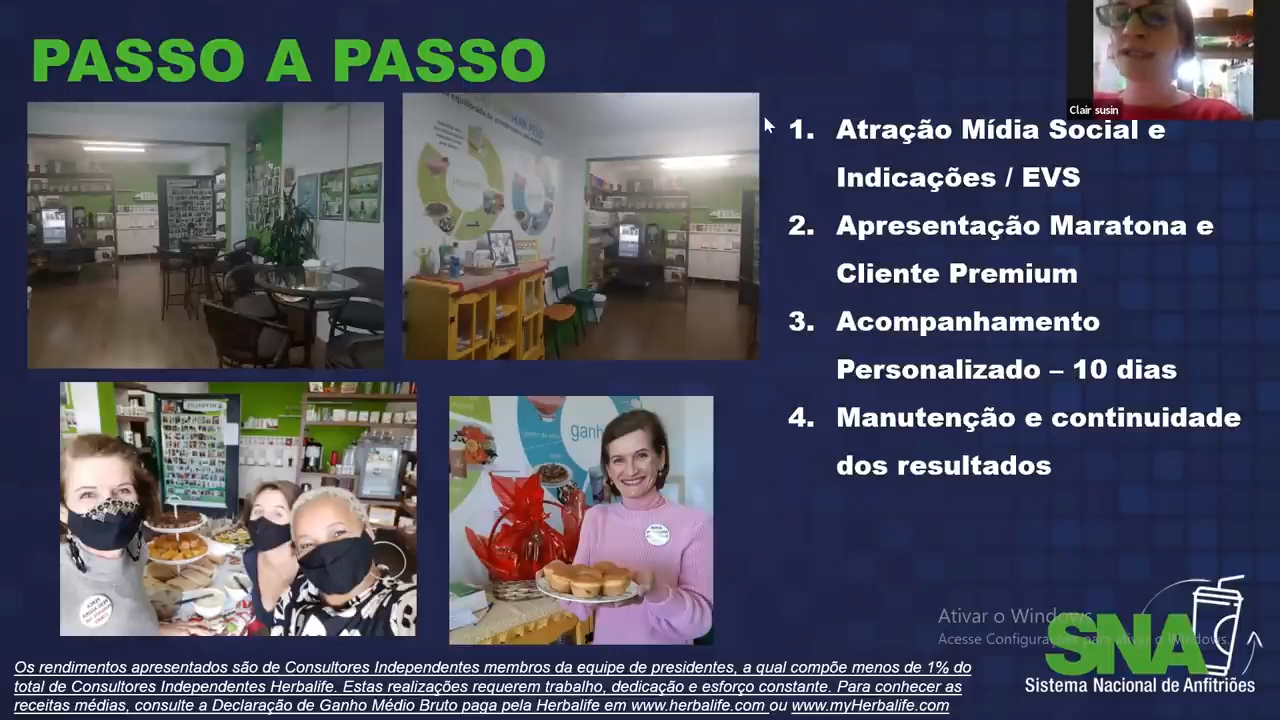 PASSO A PASSO
Clair susin
1. Atração Mídia Social e
Indicações / EVS
2. Apresentação Maratona e
Cliente Premium
3. Acompanhamento
Personalizado – 10 dias
4. Manutenção e continuidade
dos resultados
ganh
Ativar o Windows
Acesse Configurações para ativar o Windows.
SNA
Sistema Nacional de Anfitriões
Os rendimentos apresentados são de Consultores Independentes membros da equipe de presidentes, a qual compõe menos de 1% do
total de Consultores Independentes Herbalife. Estas realizações requerem trabalho, dedicação e esforço constante. Para conhecer as
receitas médias, consulte a Declaração de Ganho Médio Bruto paga pela Herbalife em www.herbalife.com ou www.myHerbalife.com